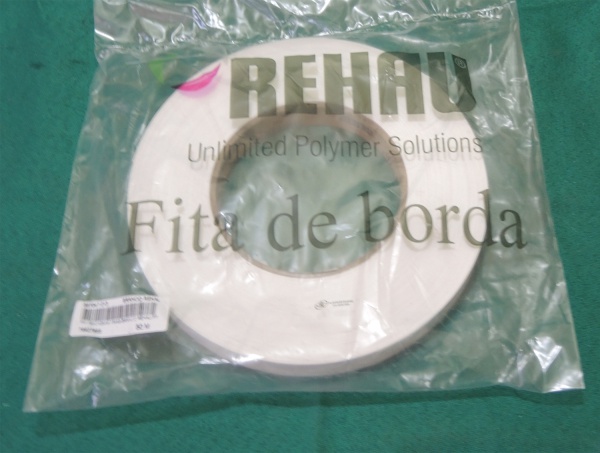 REHAU®
Unlimited Polymer Solutions
Fita de borda